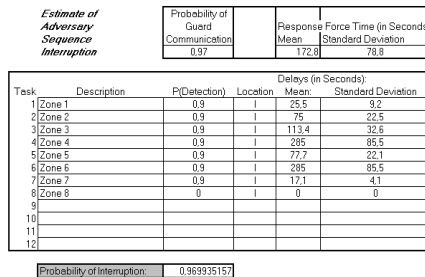 Estimate of Adversary Sequence Interruption
Probability of Guard Communication
0,97
Response Force Time (in Seconds
Mean Standard Deviation
172,8 78,8
Delays (in Seconds):
Task Description P(Detection) Location Mean: Standard Deviation
1 Zone 1 0,9 I 25,5 9,2
2 Zone 2 0,9 I 75 22,5
3 Zone 3 0,9 I 113,4 32,6
4 Zone 4 0,9 I 285 85,5
5 Zone 5 0,9 I 77,7 22,1
6 Zone 6 0,9 I 285 85,5
7 Zone 7 0,9 I 17,1 4,1
8 Zone 8 0 I 0 0
9
10
11
12
Probability of Interruption: 0,969935157